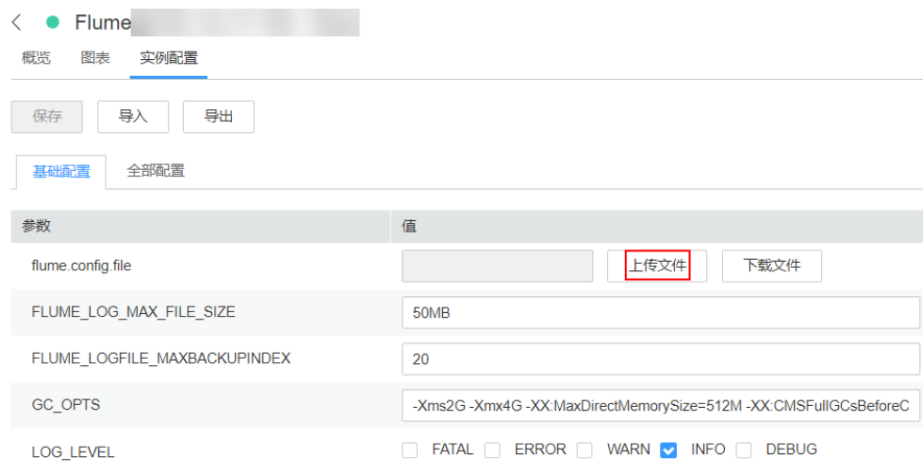 Flume
概览 图表 实例配置
保存 导入 导出
基础配置 全部配置
参数 值
flume.config.file 上传文件 下载文件
FLUME_LOG_MAX_FILE_SIZE 50MB
FLUME_LOGFILE_MAXBACKUPINDEX 20
GC_OPTS -Xms2G -Xmx4G -XX:MaxDirectMemorySize=512M -XX:CMSFullGCsBeforeC
LOG_LEVEL FATAL ERROR WARN INFO DEBUG